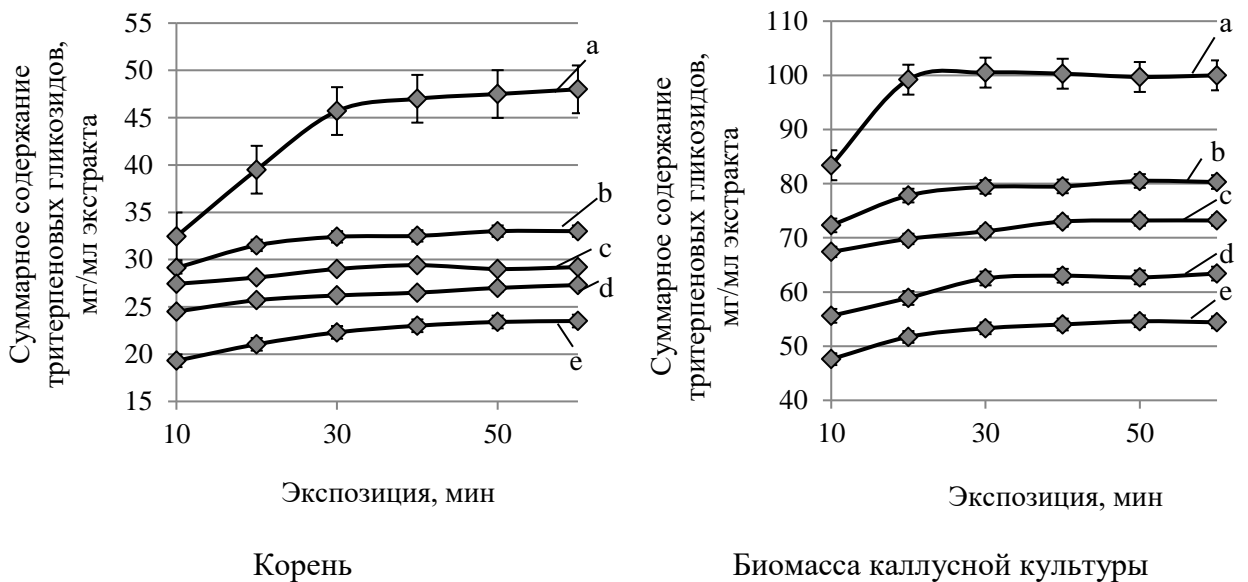 Суммарное содержание
тритерпеновых гликозидов,
мг/мл экстракта
55
50
45
40
35
30
25
20
15
10
30
50
a
b
c
d
e
Экспозиция, мин
Корень
Суммарное содержание
тритерпеновых гликозидов,
мг/мл экстракта
110
100
90
80
70
60
50
40
10
30
50
a
b
c
d
e
Экспозиция, мин
Биомасса каллусной культуры